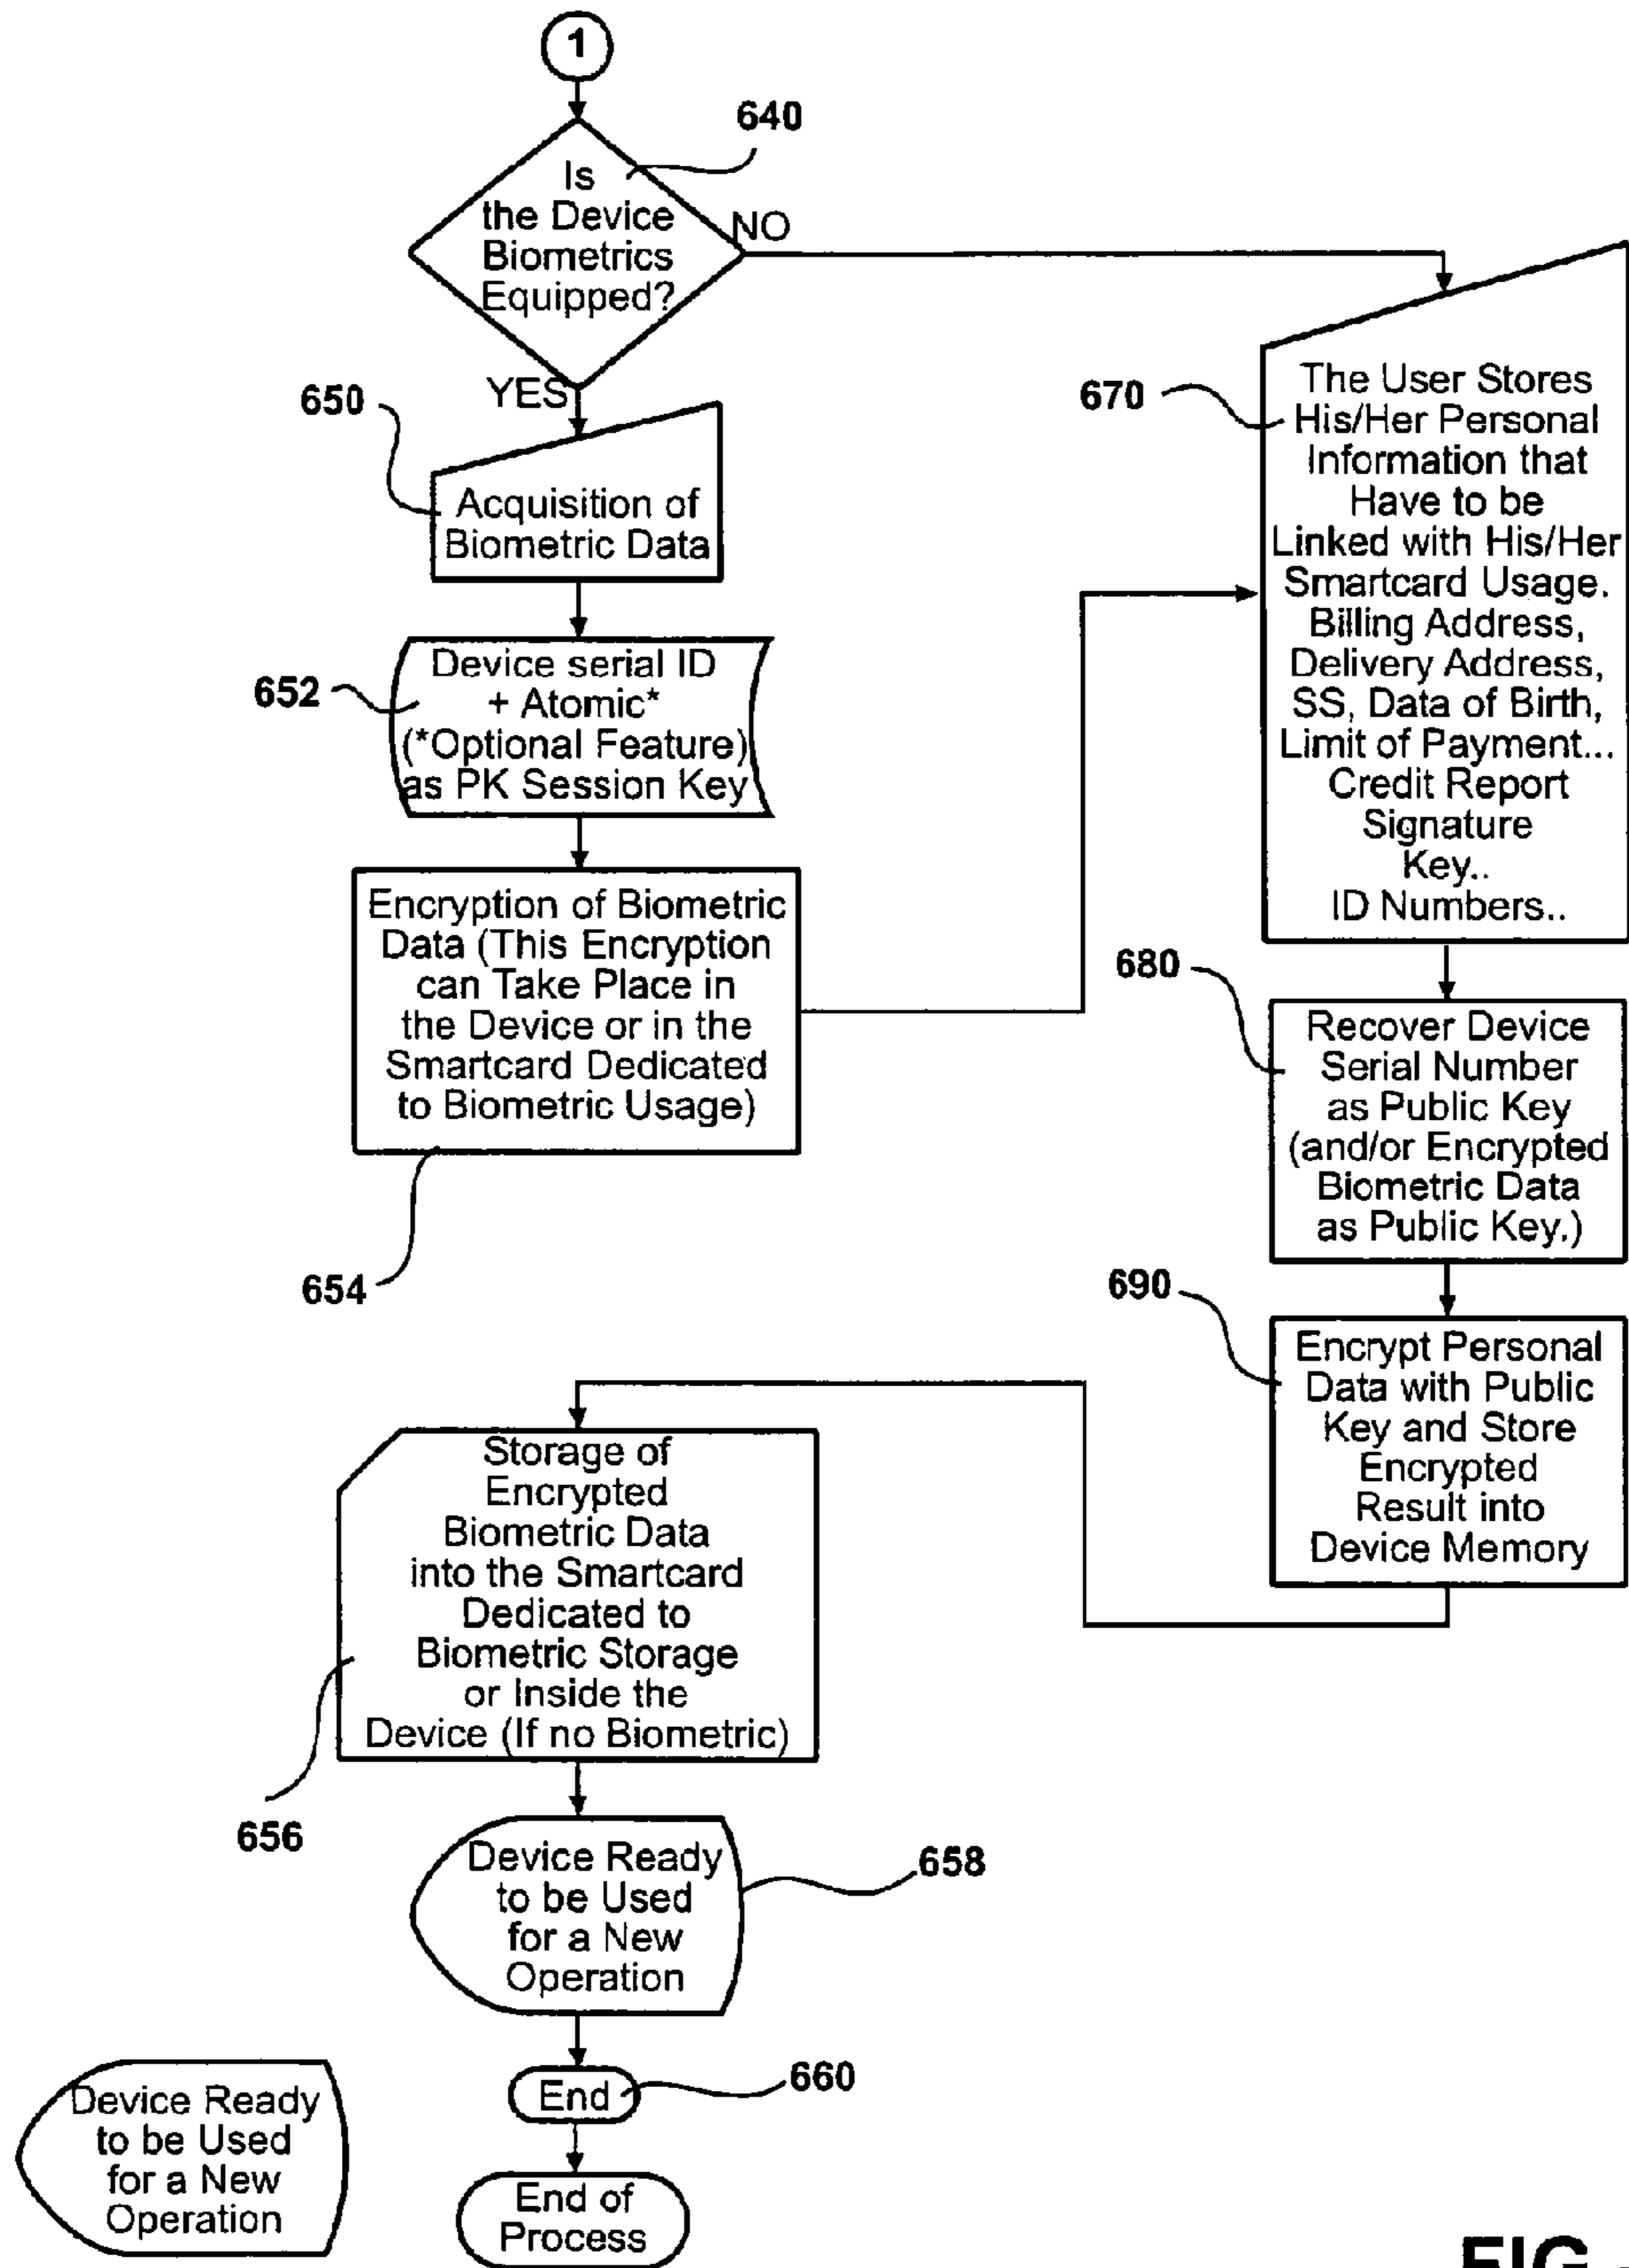 1
640
Is
the Device
Biometrics
Equipped?
NO
YES
650
Acquisition of
Biometric Data
652
Device serial ID
+ Atomic*
(*Optional Feature)
as PK Session Key
Encryption of Biometric
Data (This Encryption
can Take Place in
the Device or in the
Smartcard Dedicated
to Biometric Usage)
654
670
The User Stores
His/Her Personal
Information that
Have to be
Linked with His/Her
Smartcard Usage.
Billing Address,
Delivery Address,
SS, Data of Birth,
Limit of Payment...
Credit Report
Signature
Key..
ID Numbers..
680
Recover Device
Serial Number
as Public Key
(and/or Encrypted
Biometric Data
as Public Key.)
690
Encrypt Personal
Data with Public
Key and Store
Encrypted
Result into
Device Memory
Storage of
Encrypted
Biometric Data
into the Smartcard
Dedicated to
Biometric Storage
or Inside the
Device (If no Biometric)
656
Device Ready
to be Used
for a New
Operation
658
End
660
End of
Process
Device Ready
to be Used
for a New
Operation
FIG